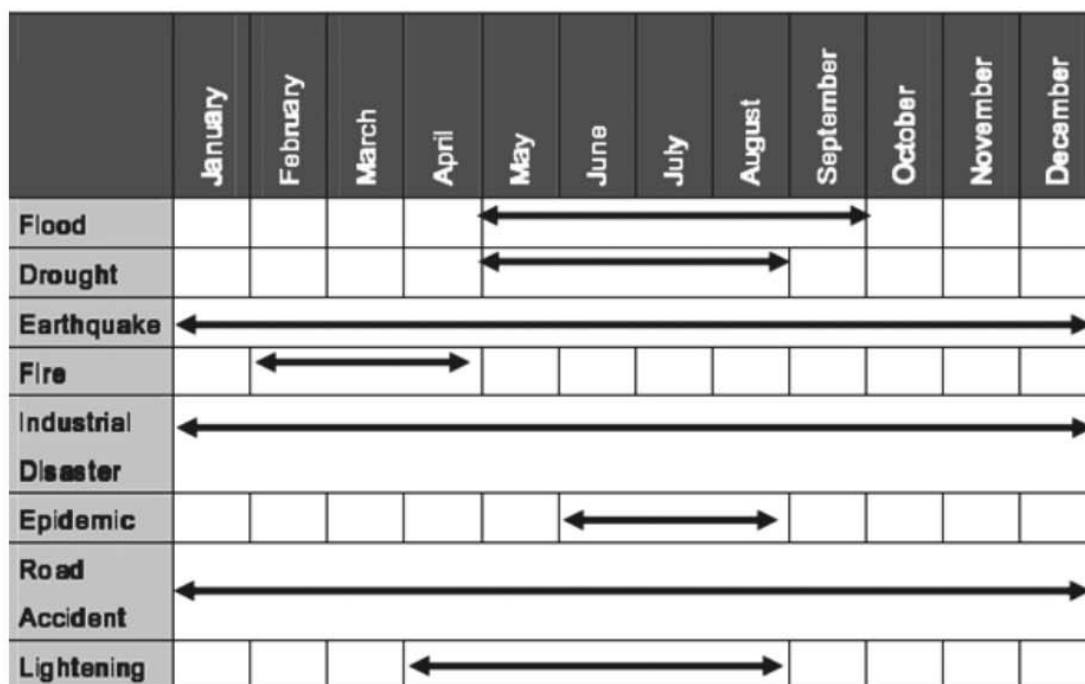 January February March April May June July August September October November December
Flood
Drought
Earthquake
Fire
Industrial
Disaster
Epidemic
Road
Accident
Lightening